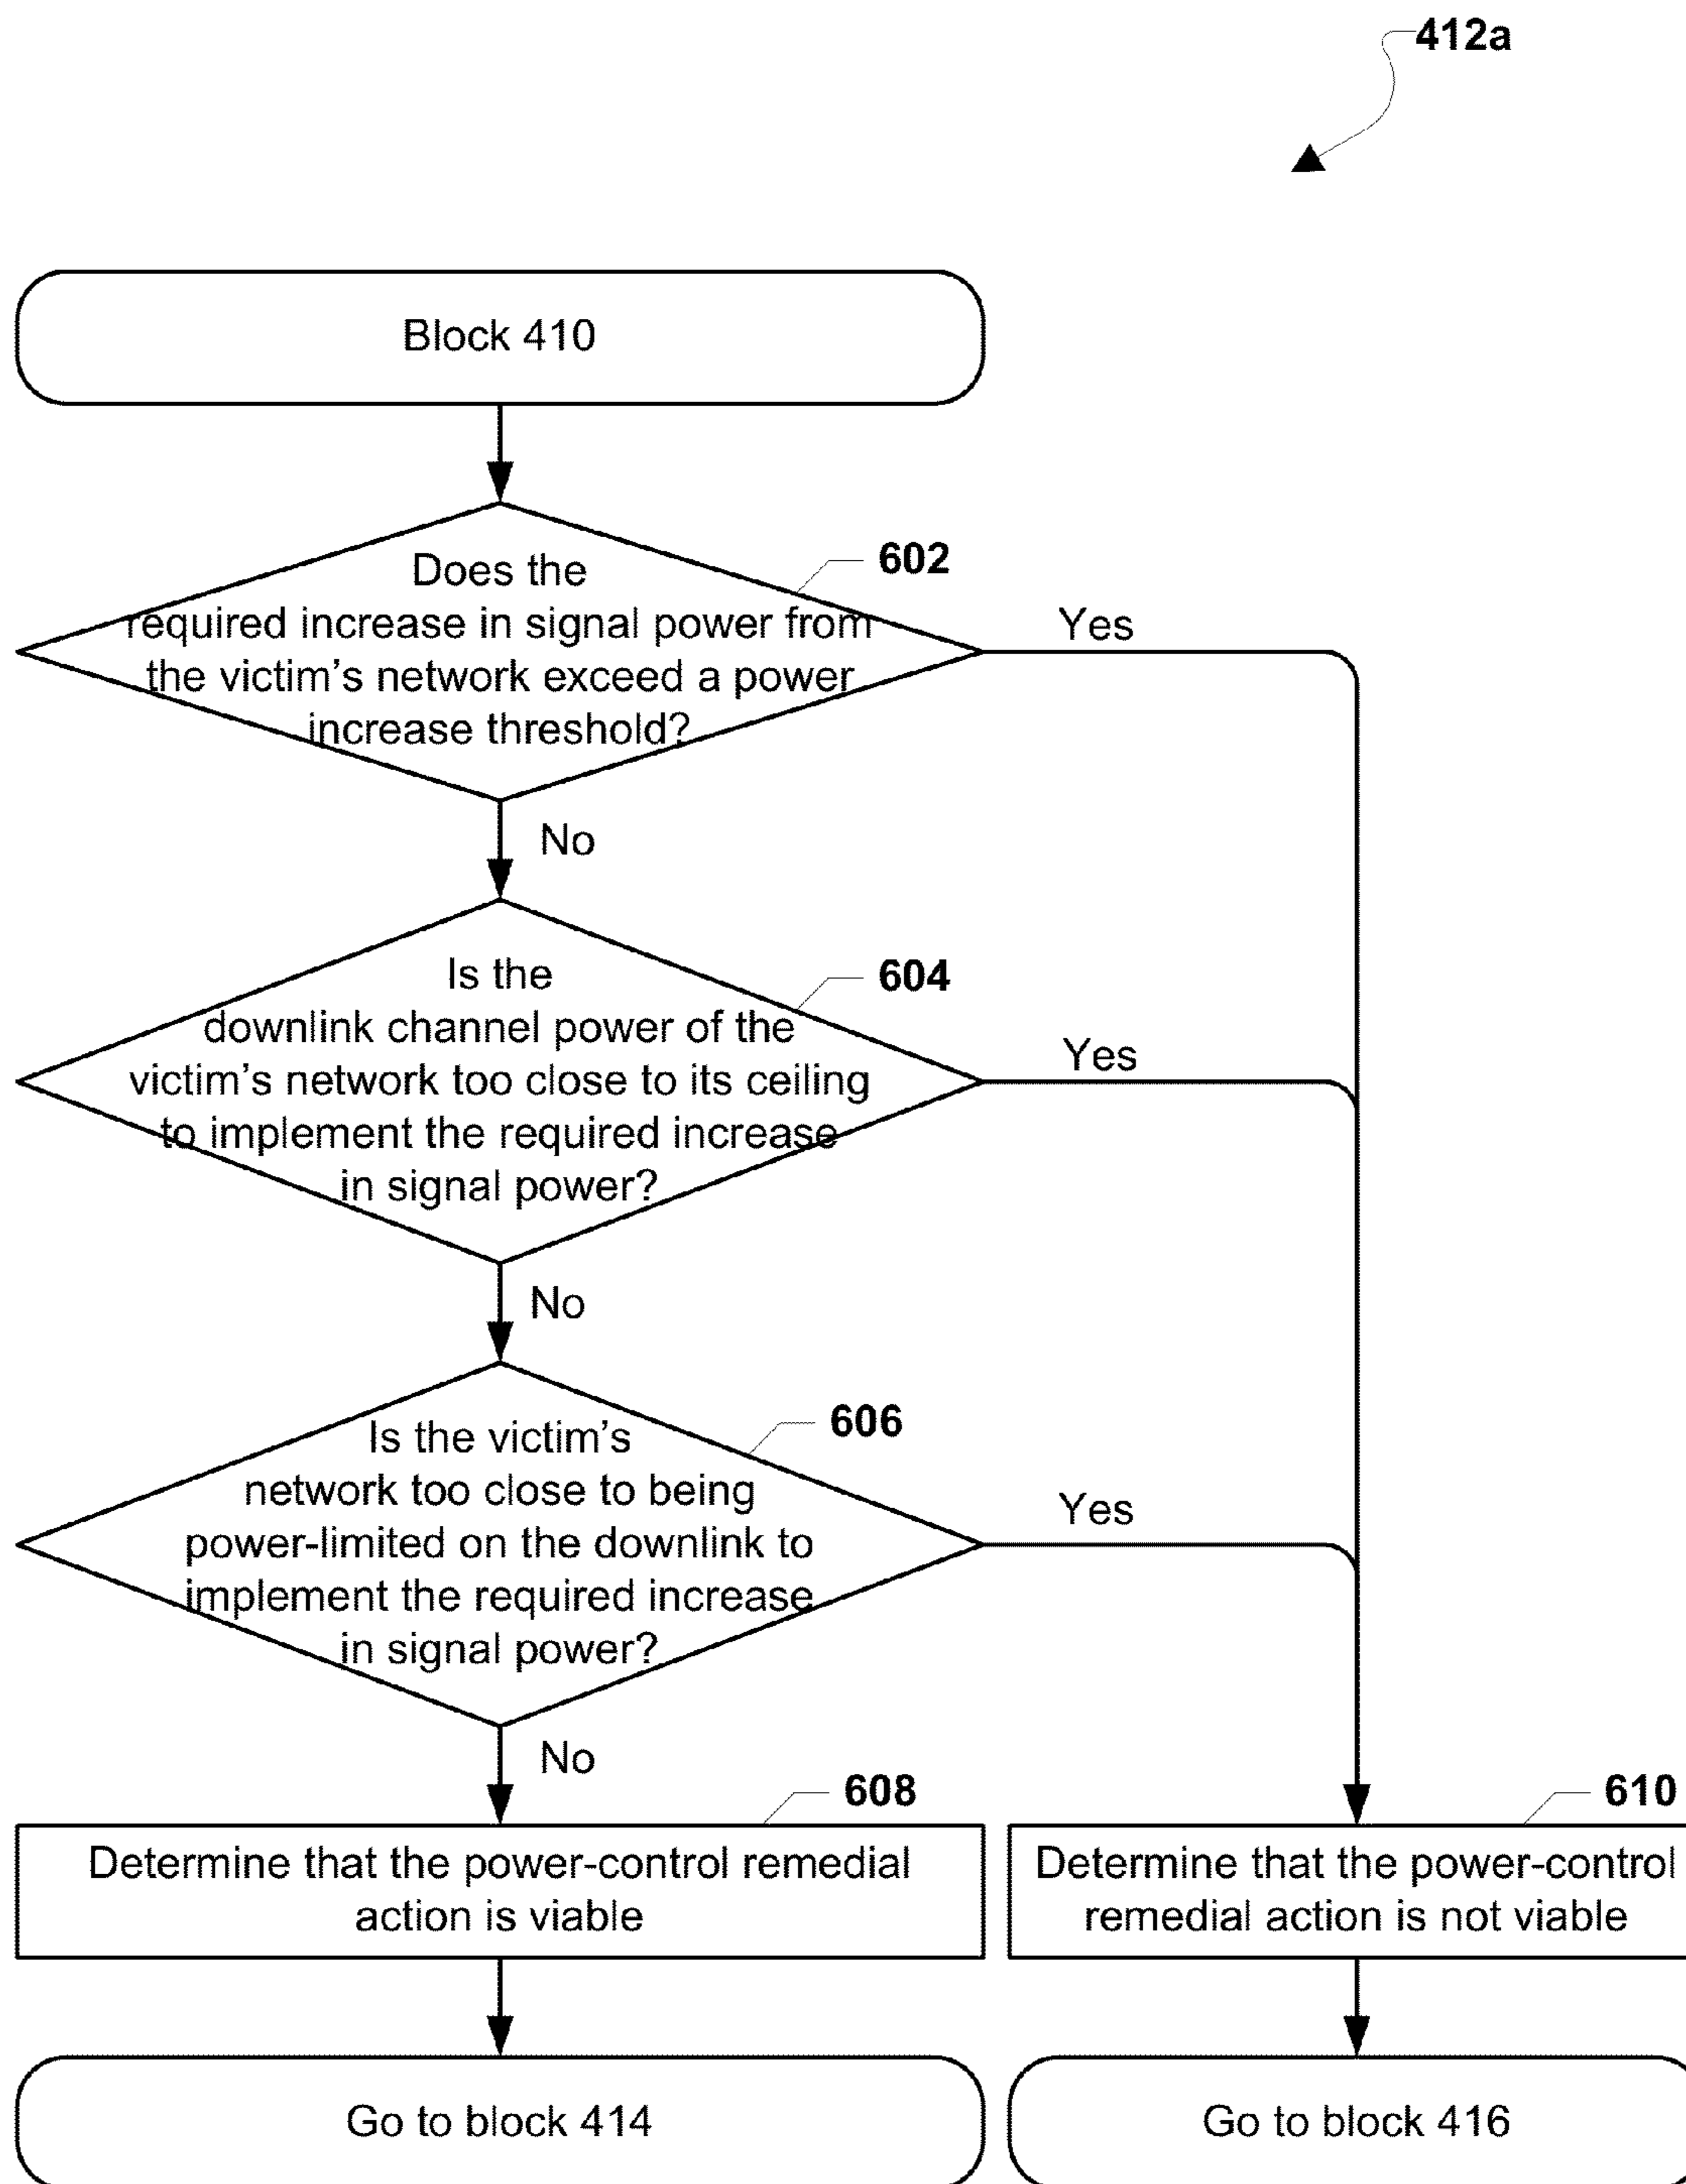 412a
Block 410
602
Does the
required increase in signal power from
the victim's network exceed a power
increase threshold?
Yes
No
604
Is the
downlink channel power of the
victim's network too close to its ceiling
to implement the required increase
in signal power?
Yes
No
606
Is the victim's
network too close to being
power-limited on the downlink to
implement the required increase
in signal power?
Yes
No
608
Determine that the power-control remedial
action is viable
610
Determine that the power-control
remedial action is not viable
Go to block 414
Go to block 416